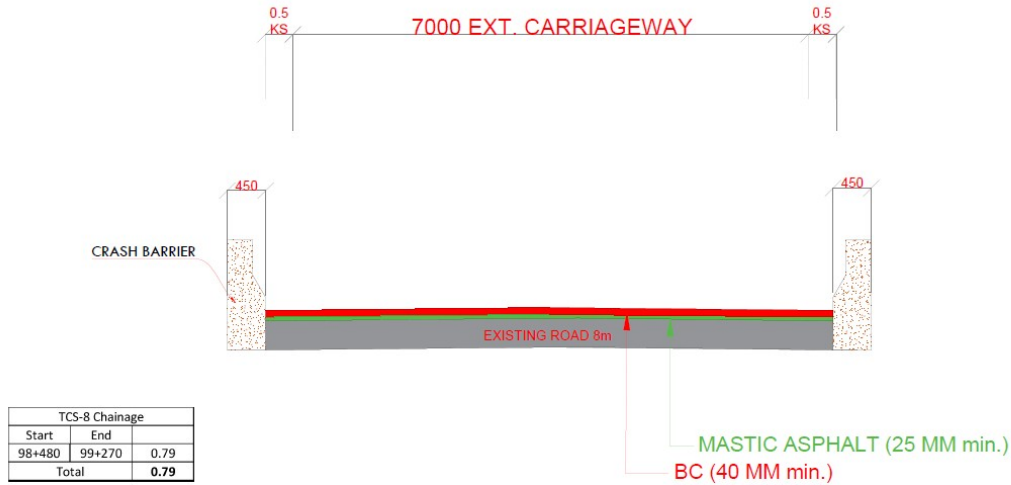 0.5
KS
7000 EXT. CARRIAGEWAY
0.5
KS
450
450
CRASH BARRIER
EXISTING ROAD 8m
MASTIC ASPHALT (25 MM min.)
BC (40 MM min.)
TCS-8 Chainage
Start End
98+480 99+270 0.79
Total 0.79